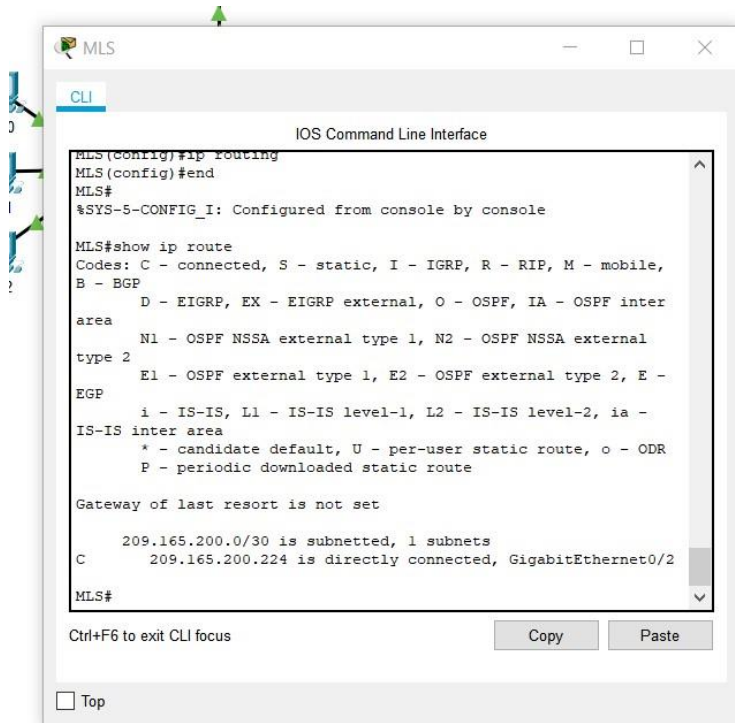 MLS
CLI
0
1
2
IOS Command Line Interface
MLS(config)#ip routing
MLS(config)#end
MLS#
%SYS-5-CONFIG_I: Configured from console by console
MLS#show ip route
Codes: C - connected, S - static, I - IGRP, R - RIP, M - mobile,
B - BGP
D - EIGRP, EX - EIGRP external, O - OSPF, IA - OSPF inter
area
N1 - OSPF NSSA external type 1, N2 - OSPF NSSA external
type 2
E1 - OSPF external type 1, E2 - OSPF external type 2, E -
EGP
i - IS-IS, L1 - IS-IS level-1, L2 - IS-IS level-2, ia -
IS-IS inter area
* - candidate default, U - per-user static route, o - ODR
P - periodic downloaded static route
Gateway of last resort is not set
209.165.200.0/30 is subnetted, 1 subnets
C 209.165.200.224 is directly connected, GigabitEthernet0/2
MLS#
Ctrl+F6 to exit CLI focus
Copy
Paste
Top